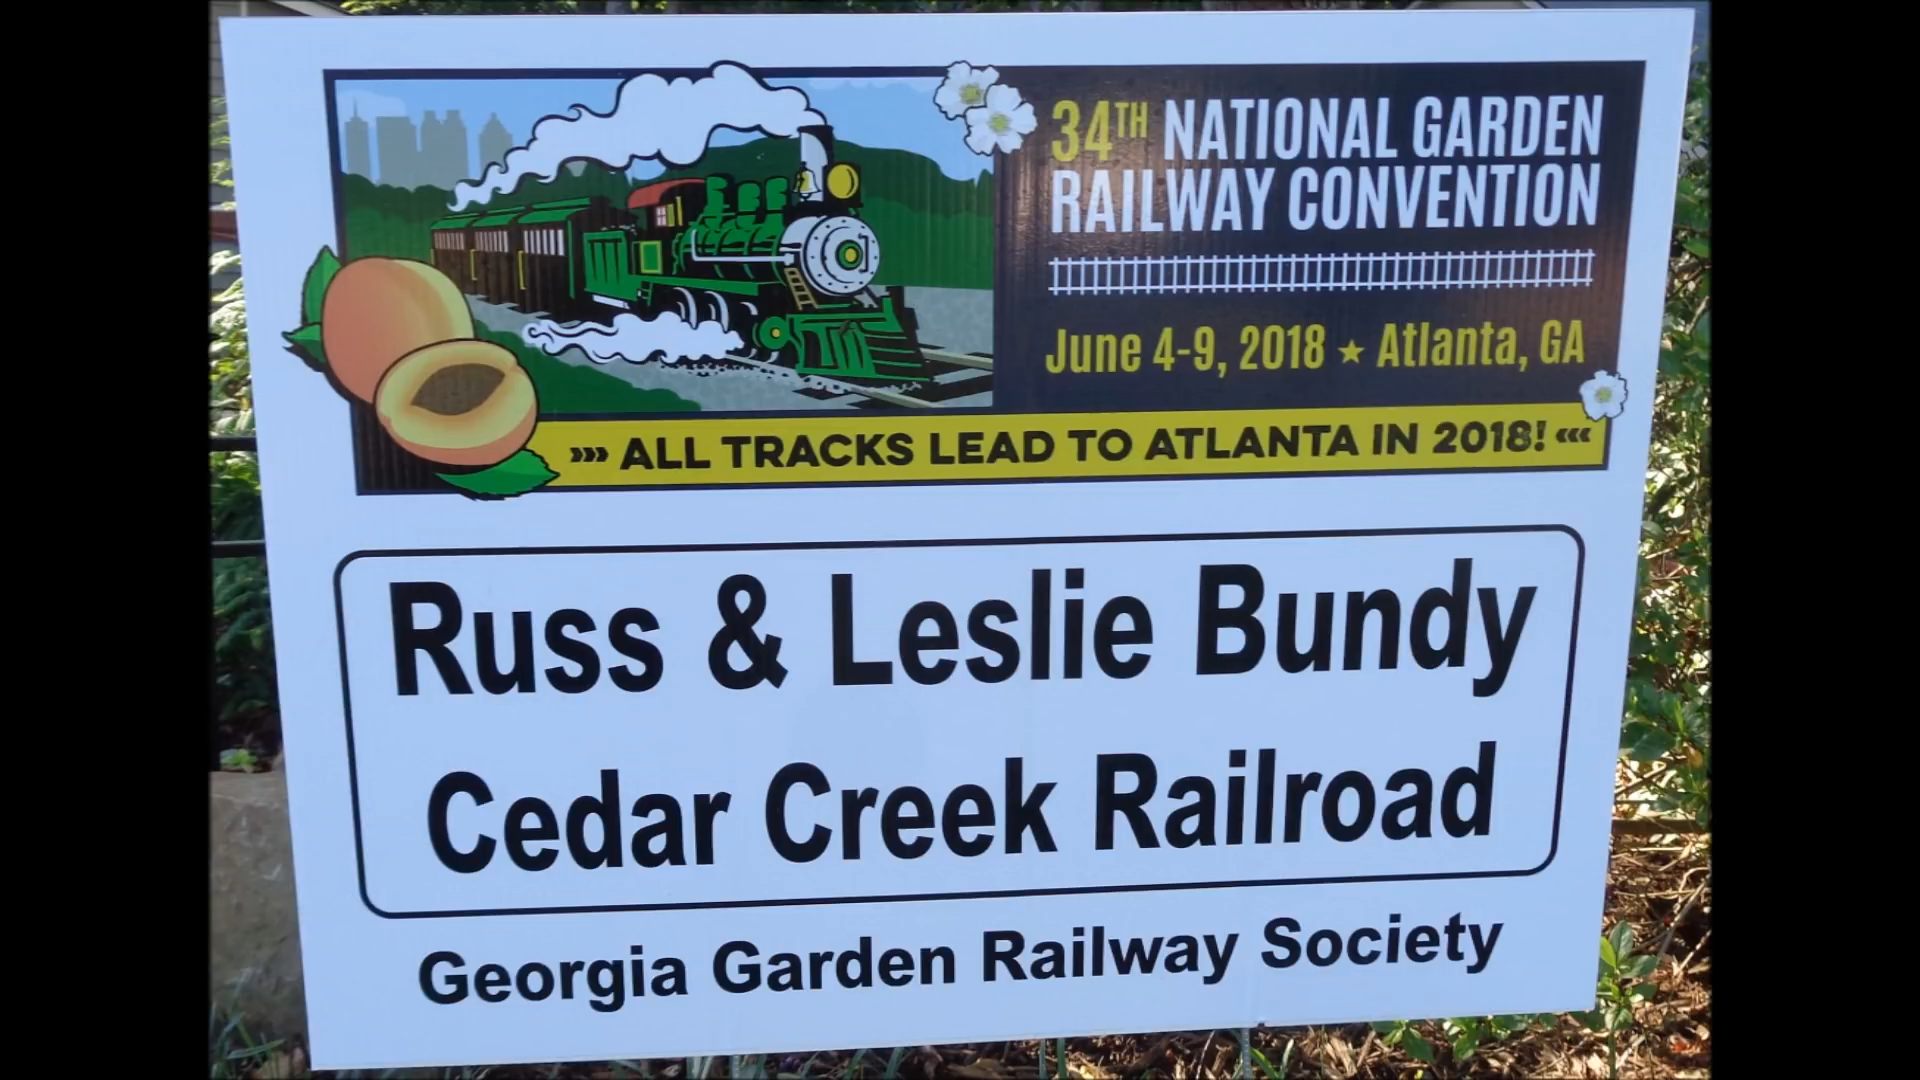 34TH NATIONAL GARDEN
RAILWAY CONVENTION
June 4-9, 2018 ★ Atlanta, GA
»» ALL TRACKS LEAD TO ATLANTA IN 2018! ««
Russ & Leslie Bundy
Cedar Creek Railroad
Georgia Garden Railway Society